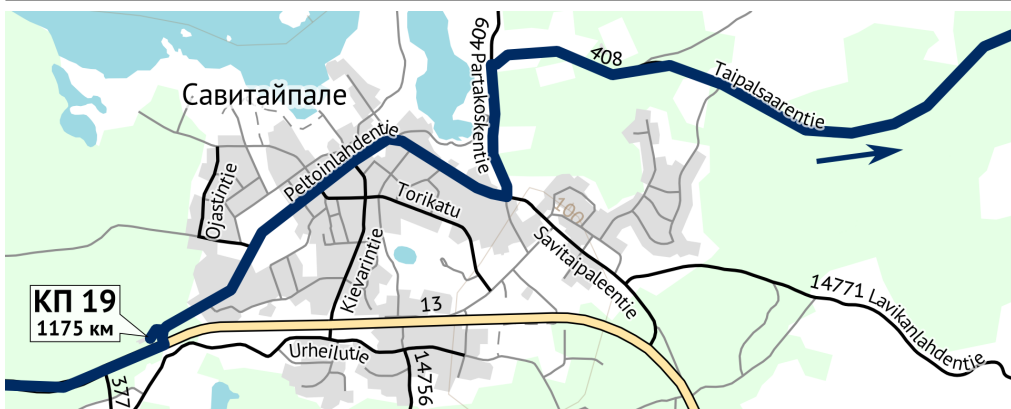 409 Partakoskentie
408
Taipalsaarentie
Савитайпале
Peltoinlahdentie
Ojastintie
Torikatu
100
Savitaipaleentie
Kievarintie
14771 Lavikanlahdentie
КП 19
1175 км
13
Urheilutie
377
14756